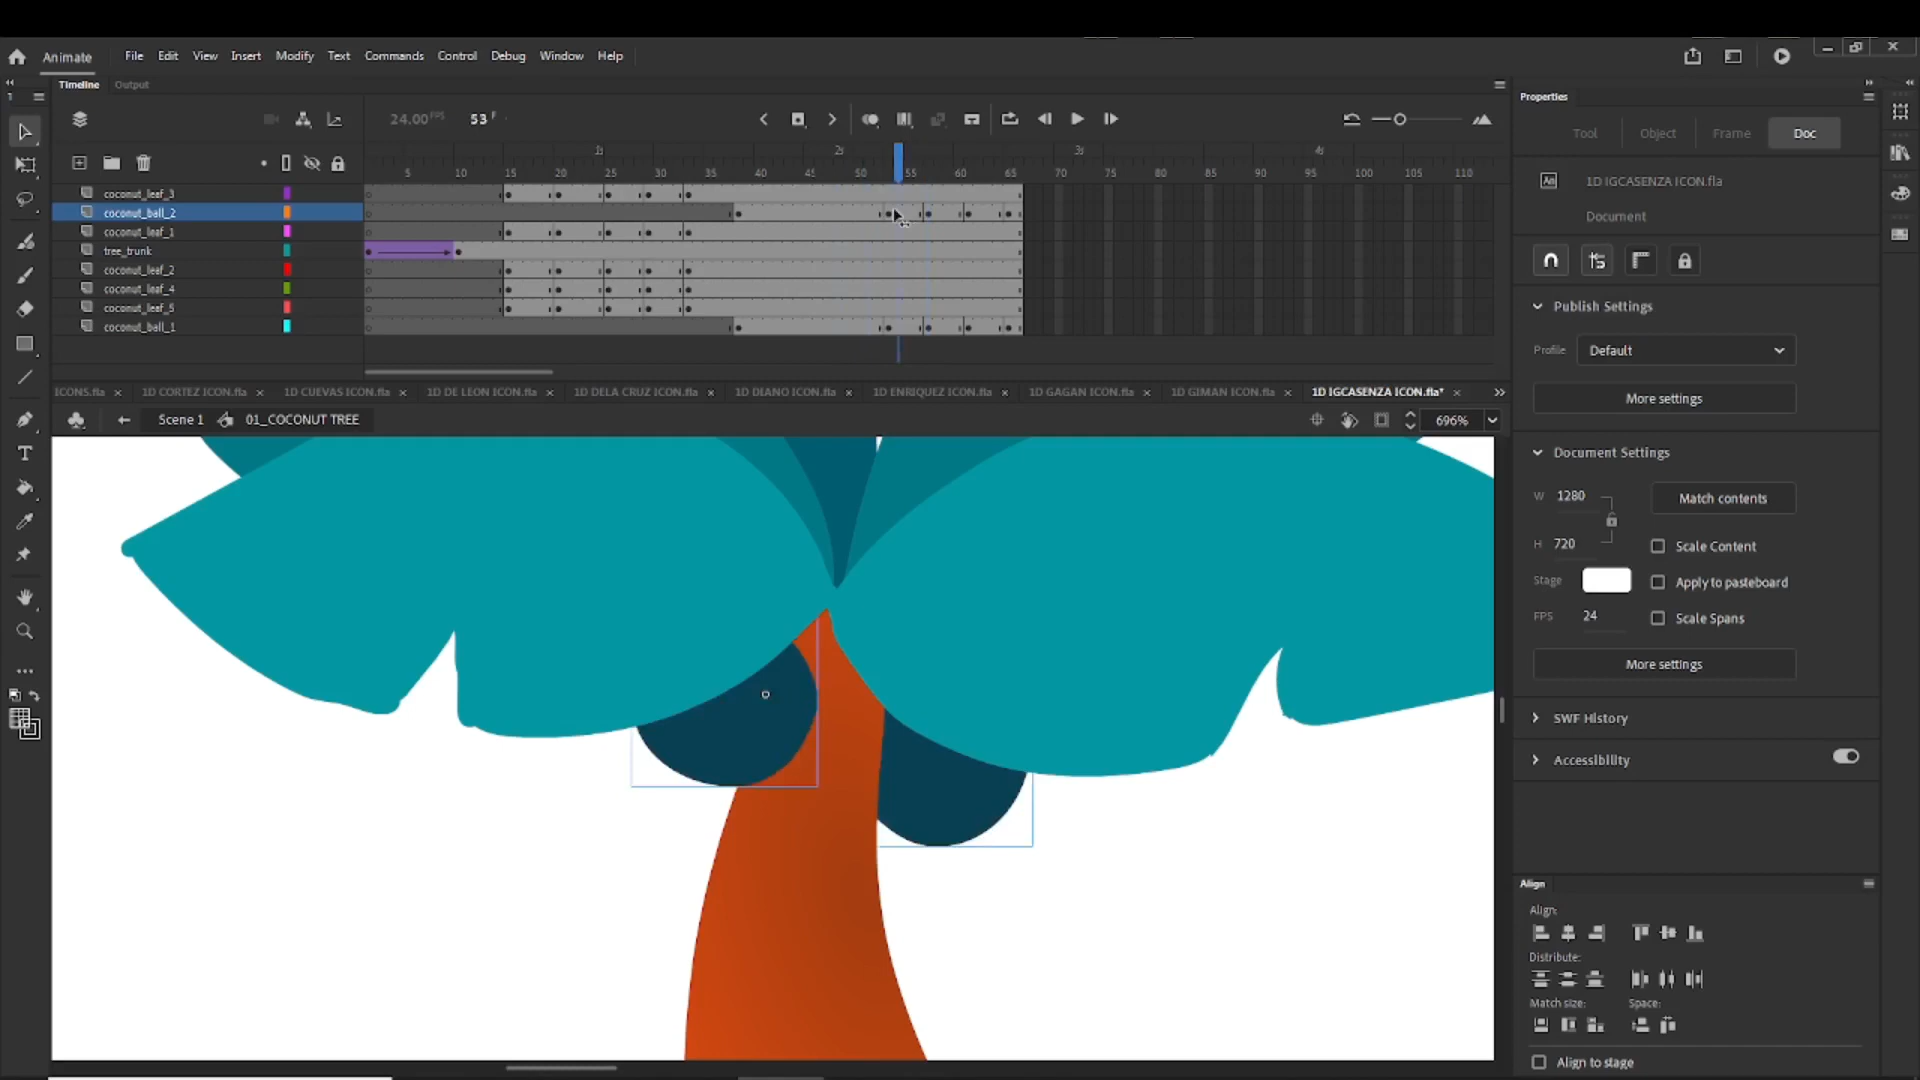 Animate File Edit View Insert Modify Text Commands Control Debug Window Help
Timeline Output
Properties
24.00 FPS 53 F
Tool Object Frame Doc
1s 2s 3s 4s
5 10 15 20 25 30 35 40 45 50 55 60 65 70 75 80 85 90 95 100 105 110
coconut_leaf_3
coconut_ball_2
coconut_leaf_1
tree_trunk
coconut_leaf_2
coconut_leaf_4
coconut_leaf_5
coconut_ball_1
An 1D IGCASENZA ICON.fla
Document
Publish Settings
Profile Default
More settings
ICONS.fla × 1D CORTEZ ICON.fla × 1D CUEVAS ICON.fla × 1D DE LEON ICON.fla × 1D DELA CRUZ ICON.fla × 1D DIANO ICON.fla × 1D ENRIQUEZ ICON.fla × 1D GAGAN ICON.fla × 1D GIMAN ICON.fla × 1D IGCASENZA ICON.fla* ×
Scene 1 01_COCONUT TREE 696%
Document Settings
W 1280 Match contents
H 720 Scale Content
Stage Apply to pasteboard
FPS 24 Scale Spans
More settings
SWF History
Accessibility
Align
Align:
Distribute:
Match size: Space:
Align to stage